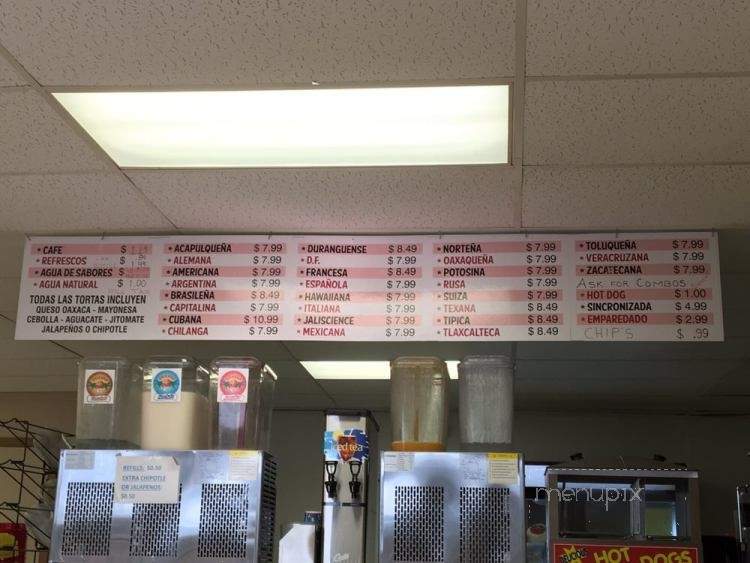 CAFE $
REFRESCOS $
AGUA DE SABORES $
AGUA NATURAL $ 1.00
TODAS LAS TORTAS INCLUYEN
QUESO OAXACA - MAYONESA
CEBOLLA - AGUACATE - JITOMATE
JALAPEÑOS O CHIPOTLE
* ACAPULQUEÑA $ 7.99
* ALEMANA $ 7.99
* AMERICANA $ 7.99
* ARGENTINA $ 7.99
* BRASILEÑA $ 8.49
* CAPITALINA $ 7.99
* CUBANA $ 10.99
* CHILANGA $ 7.99
* DURANGUENSE $ 8.49
* D.F. $ 7.99
* FRANCESA $ 8.49
* ESPAÑOLA $ 7.99
* HAWAIIANA $ 7.99
* ITALIANA $ 7.99
* JALISCIENCE $ 7.99
* MEXICANA $ 7.99
* NORTEÑA $ 7.99
* OAXAQUEÑA $ 7.99
* POTOSINA $ 7.99
* RUSA $ 7.99
* SUIZA $ 7.99
* TEXANA $ 8.49
* TIPICA $ 8.49
* TLAXCALTECA $ 8.49
* TOLUQUEÑA $ 7.99
* VERACRUZANA $ 7.99
* ZACATECANA $ 7.99
ASK FOR COMBOS
* HOT DOG $ 1.00
* SINCRONIZADA $ 4.99
* EMPAREDADO $ 2.99
CHIP'S $ .99
REFILLS: $0.50
EXTRA CHIPOTLE
OR JALAPENOS:
$0.50
iced tea
menupix
DELICIOUS HOT DOGS